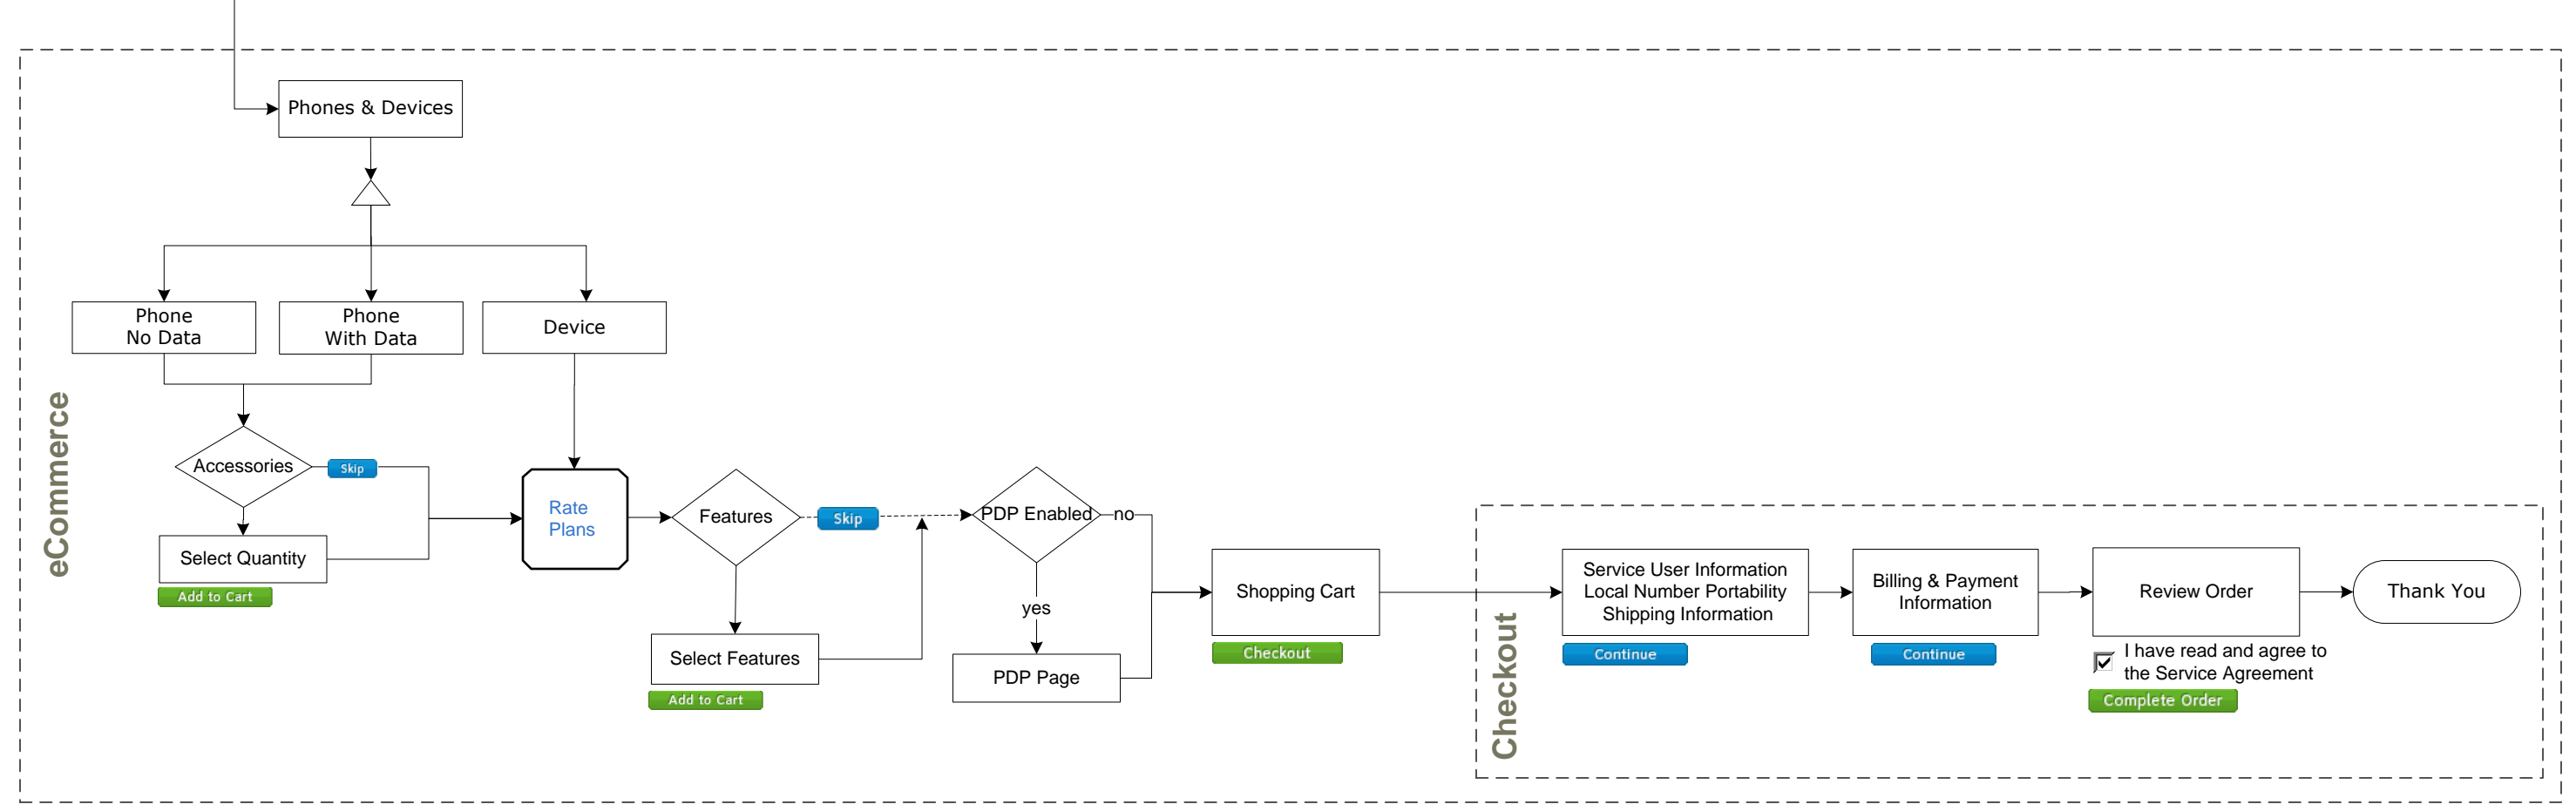 Phones & Devices
Phone
No Data
Phone
With Data
Device
eCommerce
Accessories
Skip
Select Quantity
Add to Cart
Rate
Plans
Features
Skip
Select Features
Add to Cart
PDP Enabled
no
yes
PDP Page
Shopping Cart
Checkout
Checkout
Service User Information
Local Number Portability
Shipping Information
Continue
Billing & Payment
Information
Continue
Review Order
I have read and agree to
the Service Agreement
Complete Order
Thank You